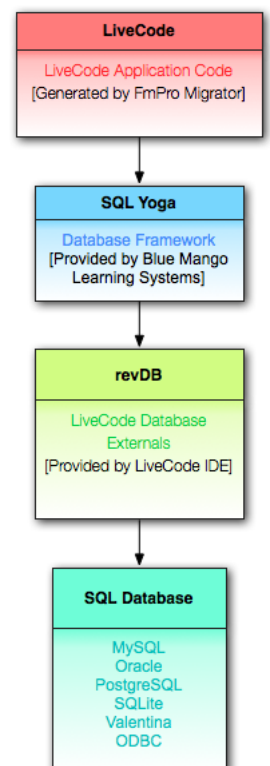 LiveCode
LiveCode Application Code
[Generated by FmPro Migrator]
SQL Yoga
Database Framework
[Provided by Blue Mango
Learning Systems]
revDB
LiveCode Database
Externals
[Provided by LiveCode IDE]
SQL Database
MySQL
Oracle
PostgreSQL
SQLite
Valentina
ODBC